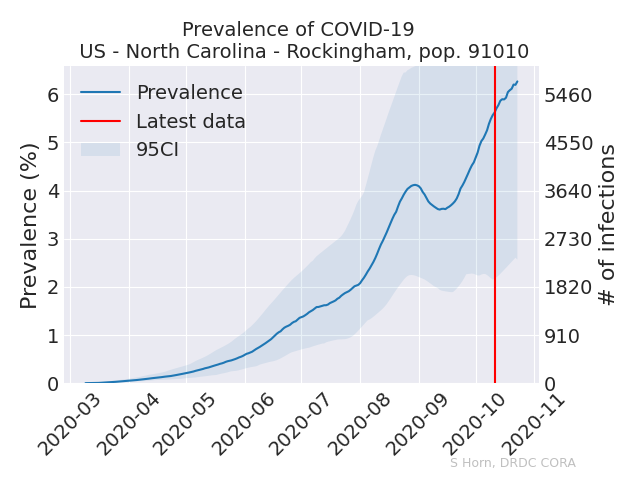 Prevalence of COVID-19
US - North Carolina - Rockingham, pop. 91010
Prevalence
Latest data
95CI
Prevalence (%)
6
5
4
3
2
1
0
# of infections
5460
4550
3640
2730
1820
910
0
2020-03
2020-04
2020-05
2020-06
2020-07
2020-08
2020-09
2020-10
2020-11
S Horn, DRDC CORA